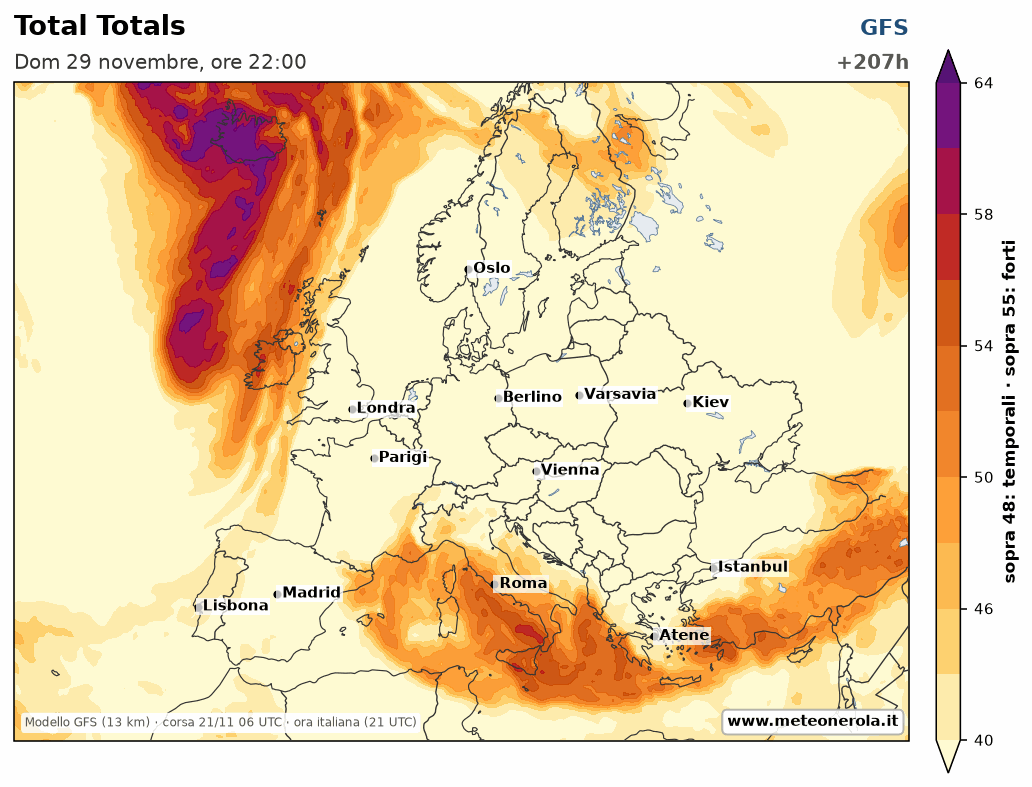 Total Totals
GFS
Dom 29 novembre, ore 22:00
+207h
64
58
54
50
46
40
sopra 48: temporali · sopra 55: forti
Oslo
Berlino
Varsavia
Kiev
Londra
Parigi
Vienna
Istanbul
Roma
Madrid
Lisbona
Atene
Modello GFS (13 km) · corsa 21/11 06 UTC · ora italiana (21 UTC)
www.meteonerola.it